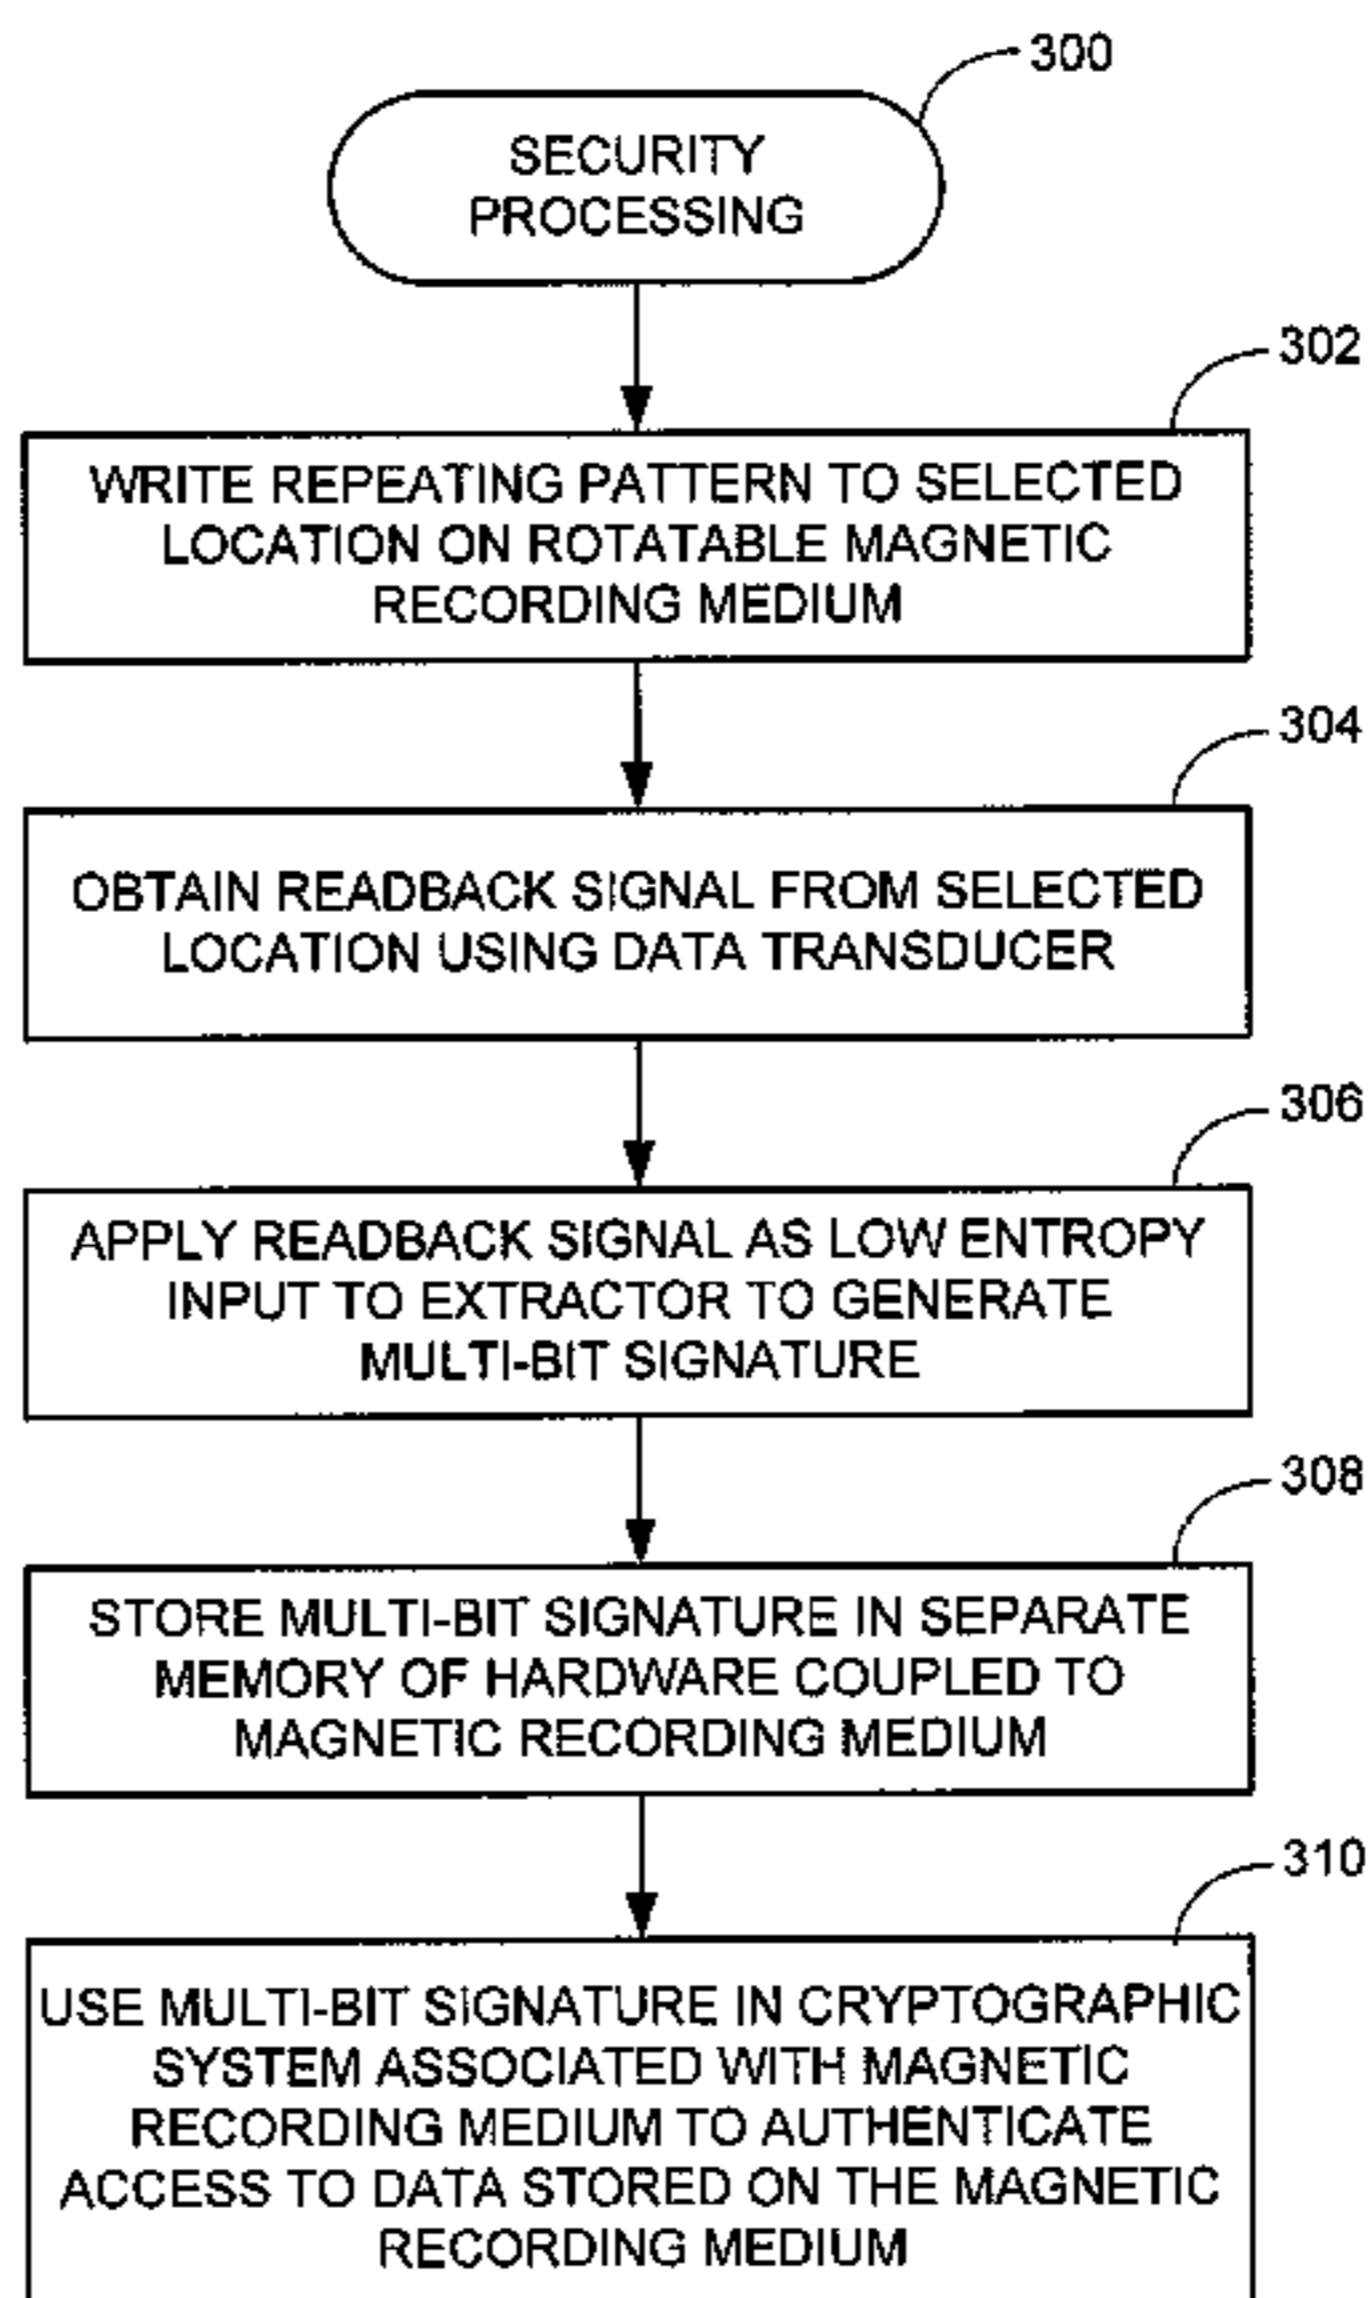 300
SECURITY
PROCESSING
302
WRITE REPEATING PATTERN TO SELECTED
LOCATION ON ROTATABLE MAGNETIC
RECORDING MEDIUM
304
OBTAIN READBACK SIGNAL FROM SELECTED
LOCATION USING DATA TRANSDUCER
306
APPLY READBACK SIGNAL AS LOW ENTROPY
INPUT TO EXTRACTOR TO GENERATE
MULTI-BIT SIGNATURE
308
STORE MULTI-BIT SIGNATURE IN SEPARATE
MEMORY OF HARDWARE COUPLED TO
MAGNETIC RECORDING MEDIUM
310
USE MULTI-BIT SIGNATURE IN CRYPTOGRAPHIC
SYSTEM ASSOCIATED WITH MAGNETIC
RECORDING MEDIUM TO AUTHENTICATE
ACCESS TO DATA STORED ON THE MAGNETIC
RECORDING MEDIUM